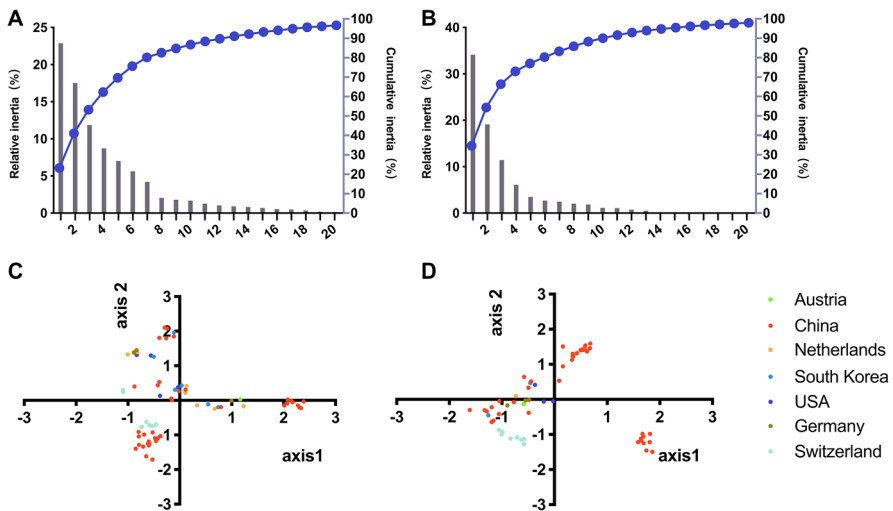 A
25
20
15
10
5
0
Relative inertia (%)
100
90
80
70
60
50
40
30
20
10
0
Cumulative inertia (%)
2 4 6 8 10 12 14 16 18 20
B
40
30
20
10
0
Relative inertia (%)
100
90
80
70
60
50
40
30
20
10
0
Cumulative inertia (%)
2 4 6 8 10 12 14 16 18 20
C
axis 2
3
2
1
-3 -2 -1 0 1 2 3
-1
-2
-3
axis1
D
axis 2
3
2
1
-3 -2 -1 0 1 2 3
-1
-2
-3
axis1
Austria
China
Netherlands
South Korea
USA
Germany
Switzerland